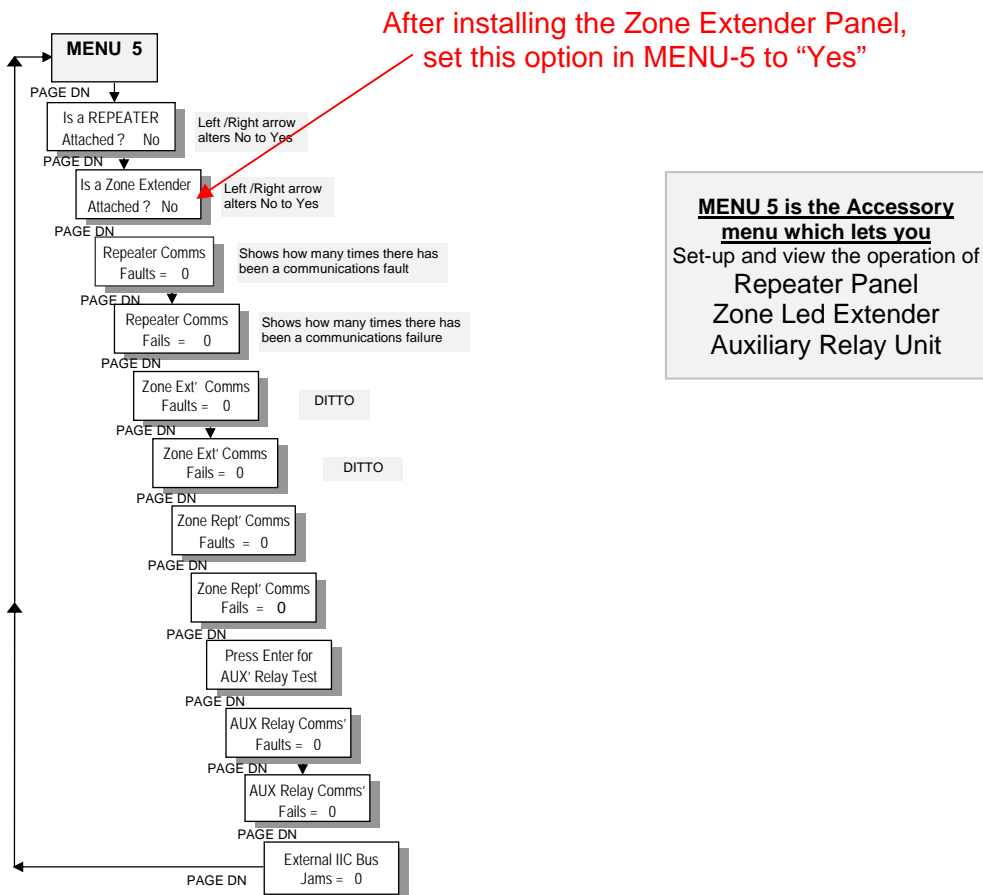 After installing the Zone Extender Panel,
set this option in MENU-5 to “Yes”
MENU 5
PAGE DN
Is a REPEATER
Attached ? No
Left /Right arrow
alters No to Yes
PAGE DN
Is a Zone Extender
Attached ? No
Left /Right arrow
alters No to Yes
PAGE DN
Repeater Comms
Faults = 0
Shows how many times there has
been a communications fault
PAGE DN
Repeater Comms
Fails = 0
Shows how many times there has
been a communications failure
PAGE DN
Zone Ext’ Comms
Faults = 0
DITTO
PAGE DN
Zone Ext’ Comms
Fails = 0
DITTO
PAGE DN
Zone Rept’ Comms
Faults = 0
PAGE DN
Zone Rept’ Comms
Fails = 0
PAGE DN
Press Enter for
AUX’ Relay Test
PAGE DN
AUX Relay Comms’
Faults = 0
PAGE DN
AUX Relay Comms’
Fails = 0
PAGE DN
External IIC Bus
Jams = 0
PAGE DN
MENU 5 is the Accessory
menu which lets you
Set-up and view the operation of
Repeater Panel
Zone Led Extender
Auxiliary Relay Unit